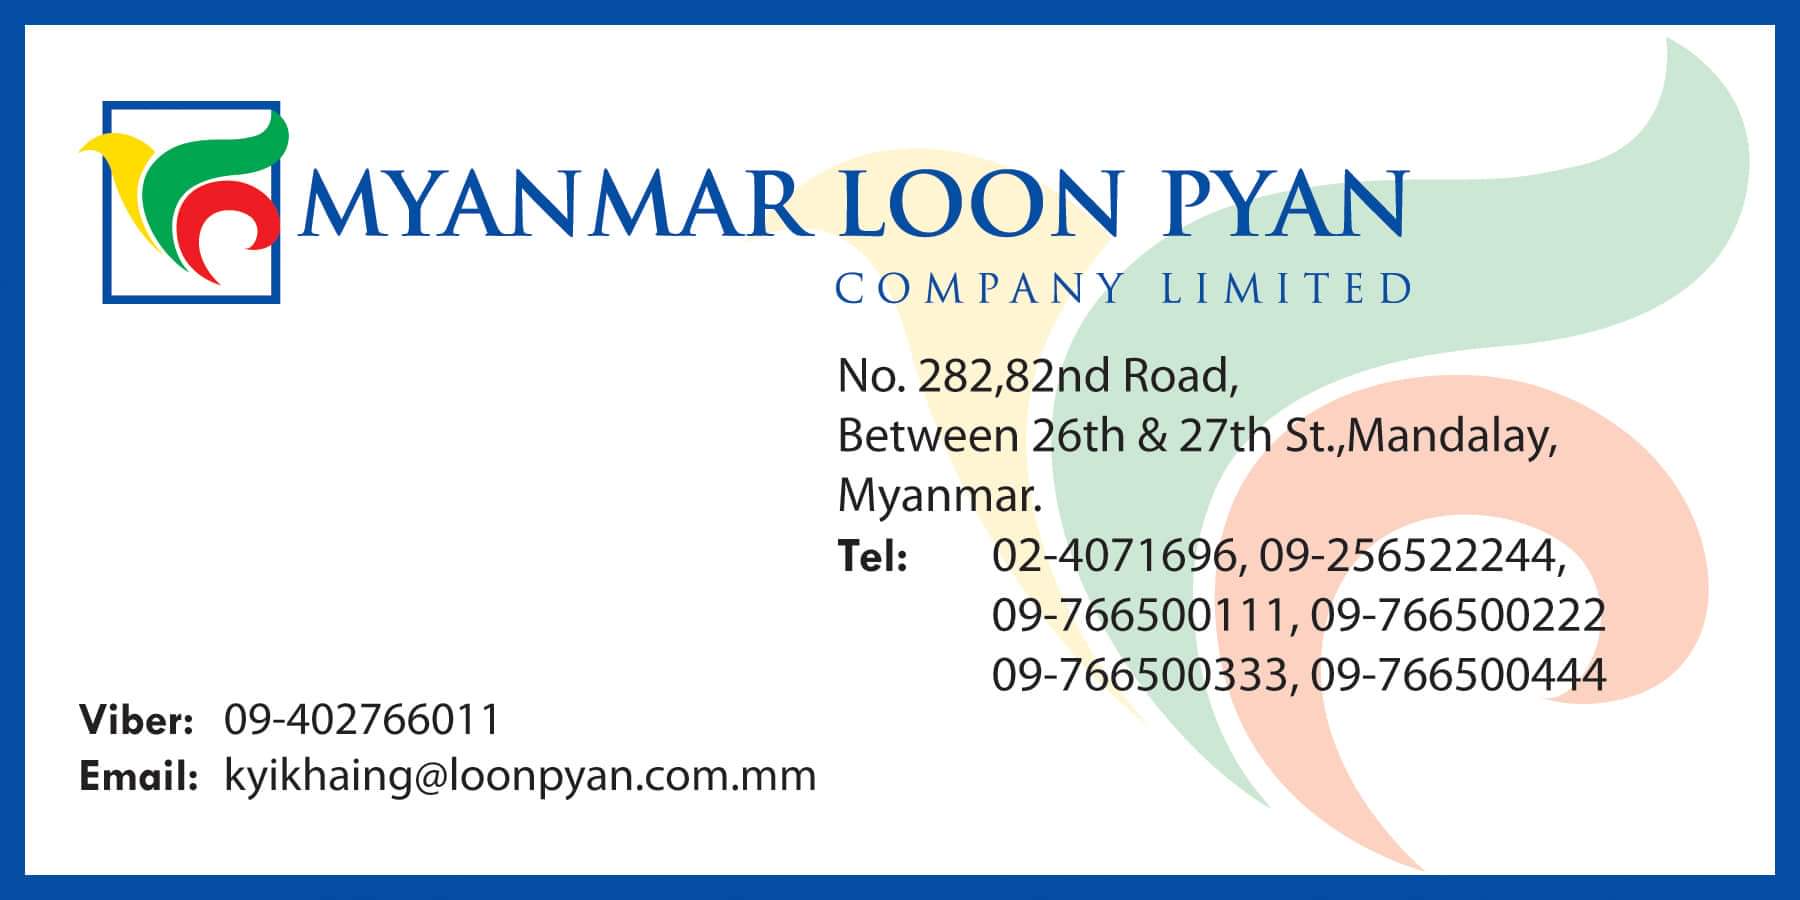 MYANMAR LOON PYAN
COMPANY LIMITED
No. 282,82nd Road,
Between 26th & 27th St.,Mandalay,
Myanmar.
Tel: 02-4071696, 09-256522244,
09-766500111, 09-766500222
09-766500333, 09-766500444
Viber: 09-402766011
Email: kyikhaing@loonpyan.com.mm